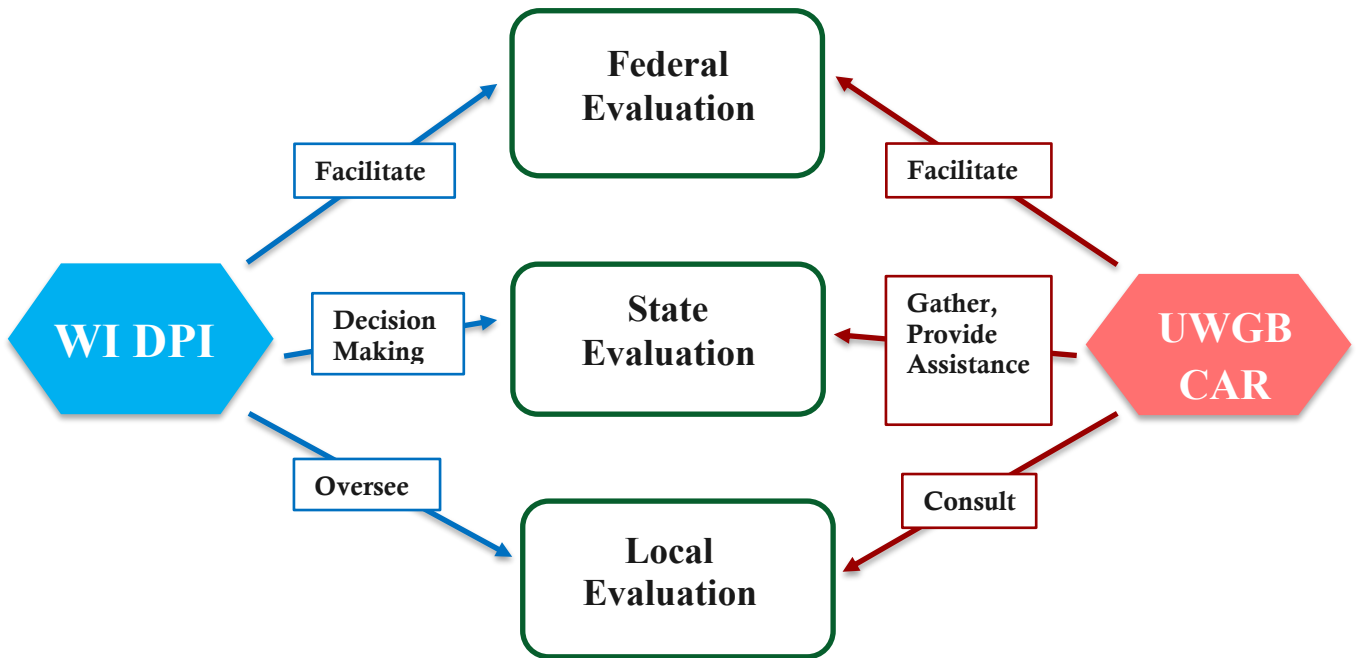 Federal
Evaluation
Facilitate
Facilitate
WI DPI
Decision
Making
State
Evaluation
Gather,
Provide
Assistance
UWGB
CAR
Oversee
Consult
Local
Evaluation